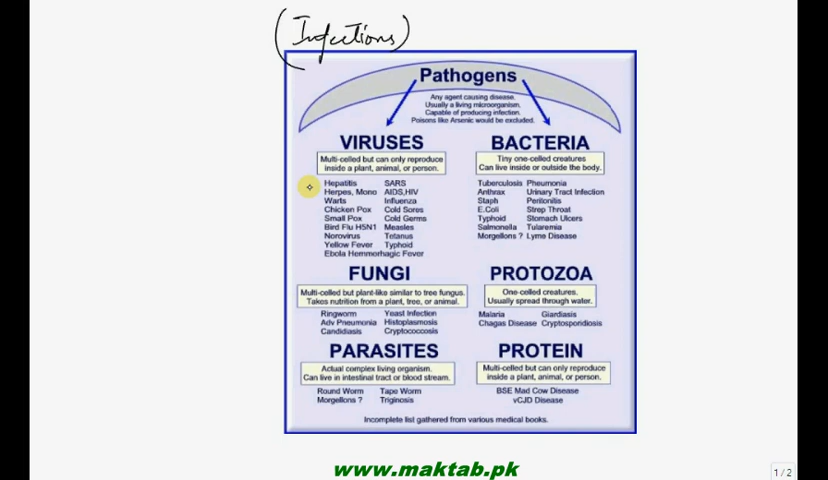 (Infections)
Pathogens
Any agent causing disease.
Usually a living microorganism.
Capable of producing infection.
Poisons like Arsenic would be excluded.
VIRUSES
Multi-celled but can only reproduce
inside a plant, animal, or person.
Hepatitis SARS
Herpes, Mono AIDS,HIV
Warts Influenza
Chicken Pox Cold Sores
Small Pox Cold Germs
Bird Flu H5N1 Measles
Norovirus Tetanus
Yellow Fever Typhoid
Ebola Hemmorhagic Fever
BACTERIA
Tiny one-celled creatures
Can live inside or outside the body.
Tuberculosis Pneumonia
Anthrax Urinary Tract Infection
Staph Peritonitis
E.Coli Strep Throat
Typhoid Stomach Ulcers
Salmonella Tularemia
Morgellons ? Lyme Disease
FUNGI
Multi-celled but plant-like similar to tree fungus.
Takes nutrition from a plant, tree, or animal.
Ringworm Yeast Infection
Adv Pneumonia Histoplasmosis
Candidiasis Cryptococcosis
PROTOZOA
One-celled creatures.
Usually spread through water.
Malaria Giardiasis
Chagas Disease Cryptosporidiosis
PARASITES
Actual complex living organism.
Can live in intestinal tract or blood stream.
Round Worm Tape Worm
Morgellons ? Triginosis
PROTEIN
Multi-celled but can only reproduce
inside a plant, animal, or person.
BSE Mad Cow Disease
vCJD Disease
Incomplete list gathered from various medical books.
www.maktab.pk
1 / 2